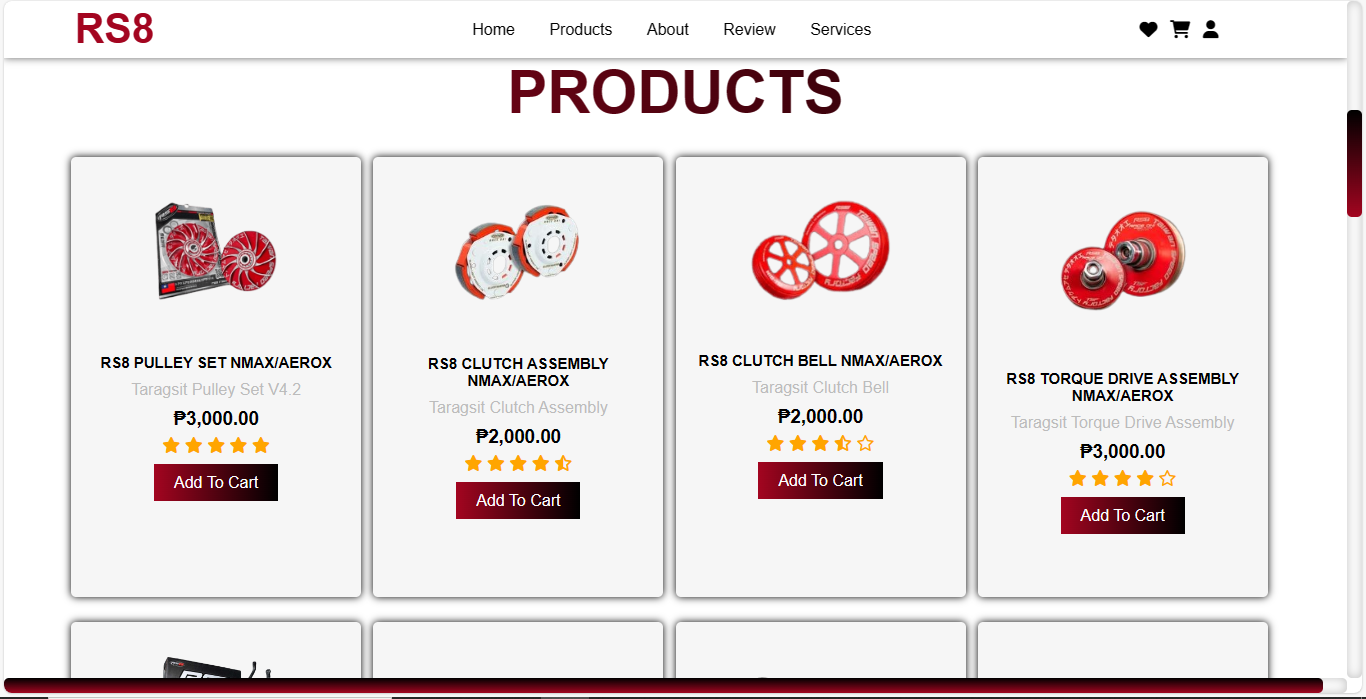 RS8
Home
Products
About
Review
Services
PRODUCTS
RS8 PULLEY SET NMAX/AEROX
Taragsit Pulley Set V4.2
₱3,000.00
Add To Cart
RS8 CLUTCH ASSEMBLY
NMAX/AEROX
Taragsit Clutch Assembly
₱2,000.00
Add To Cart
RS8 CLUTCH BELL NMAX/AEROX
Taragsit Clutch Bell
₱2,000.00
Add To Cart
RS8 TORQUE DRIVE ASSEMBLY
NMAX/AEROX
Taragsit Torque Drive Assembly
₱3,000.00
Add To Cart